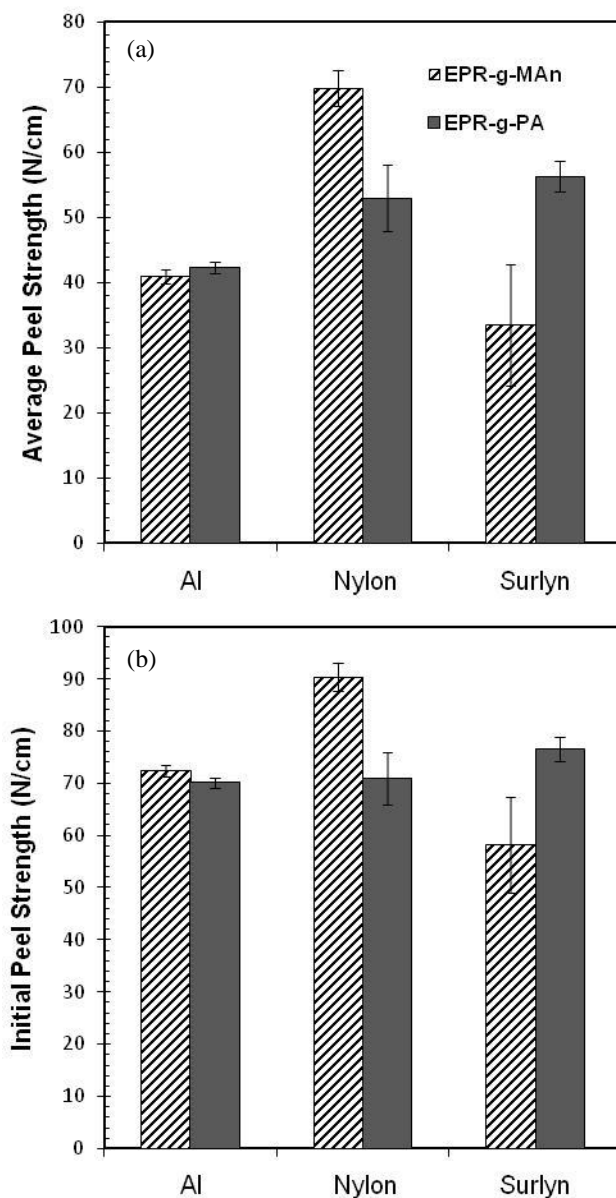 (a)
EPR-g-MAn
EPR-g-PA
Average Peel Strength (N/cm)
80
70
60
50
40
30
20
10
0
Al Nylon Surlyn
(b)
Initial Peel Strength (N/cm)
100
90
80
70
60
50
40
30
20
10
0
Al Nylon Surlyn